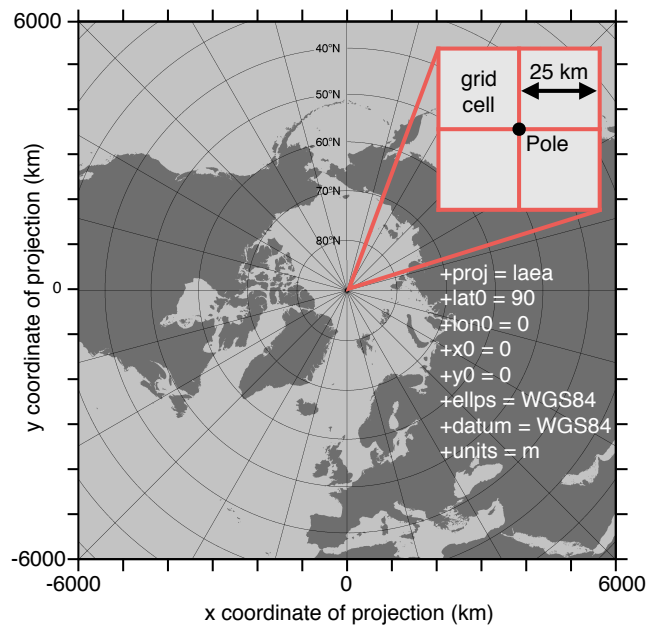 6000
40°N
50°N
60°N
70°N
80°N
grid
cell
25 km
Pole
+proj = laea
+lat0 = 90
+lon0 = 0
+x0 = 0
+y0 = 0
+ellps = WGS84
+datum = WGS84
+units = m
y coordinate of projection (km)
0
-6000
-6000 0 6000
x coordinate of projection (km)